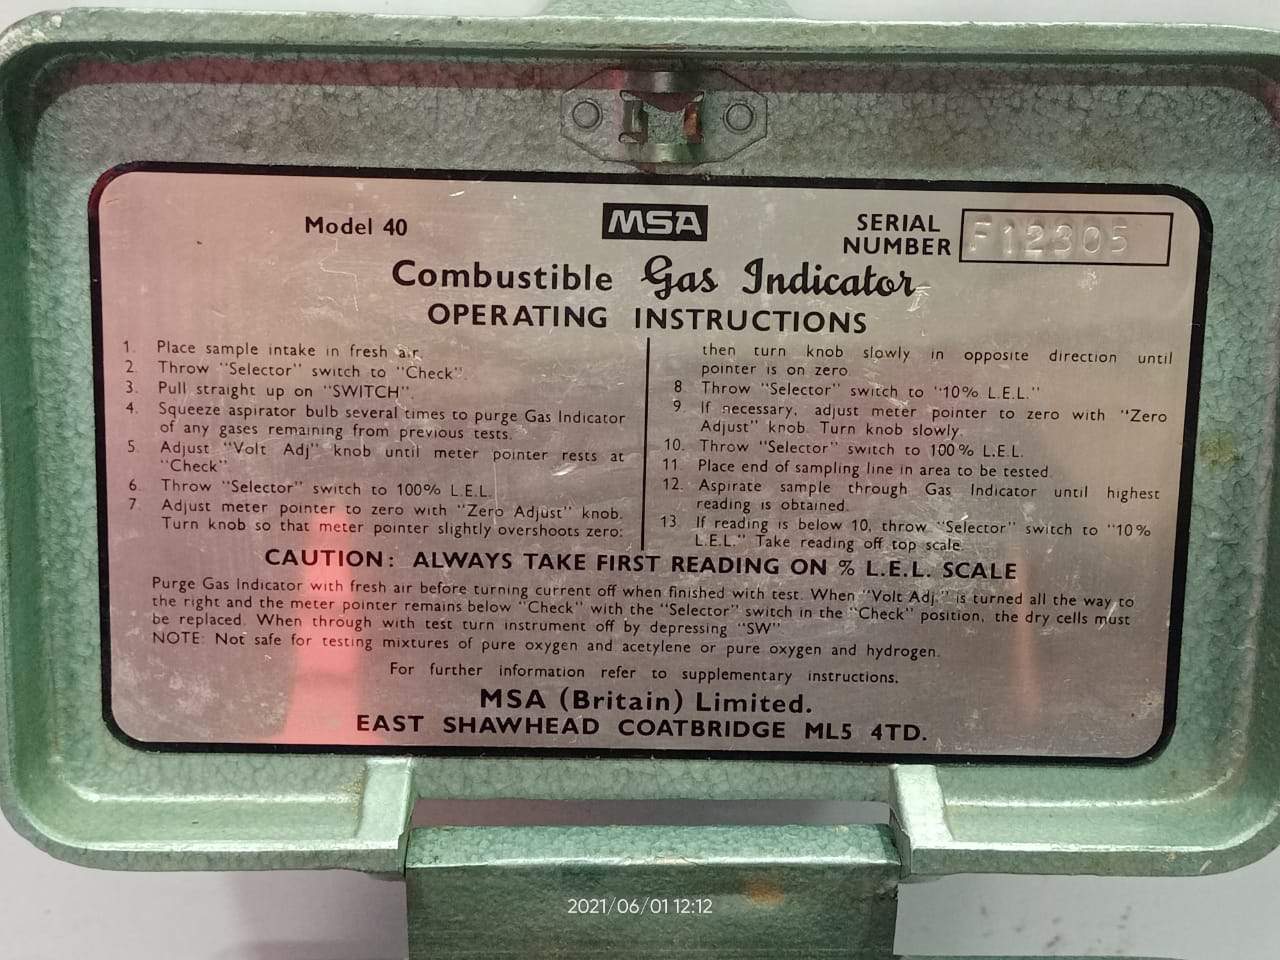 Model 40
MSA
SERIAL
NUMBER
F12305
Combustible Gas Indicator
OPERATING INSTRUCTIONS
1. Place sample intake in fresh air.
2. Throw "Selector" switch to "Check".
3. Pull straight up on "SWITCH".
4. Squeeze aspirator bulb several times to purge Gas Indicator
of any gases remaining from previous tests.
5. Adjust "Volt Adj" knob until meter pointer rests at
"Check"
6. Throw "Selector" switch to 100% L.E.L.
7. Adjust meter pointer to zero with "Zero Adjust" knob.
Turn knob so that meter pointer slightly overshoots zero:
then turn knob slowly in opposite direction until
pointer is on zero.
8. Throw "Selector" switch to "10% L.E.L."
9. If necessary, adjust meter pointer to zero with "Zero
Adjust" knob. Turn knob slowly.
10. Throw "Selector" switch to 100% L.E.L.
11. Place end of sampling line in area to be tested.
12. Aspirate sample through Gas Indicator until highest
reading is obtained.
13. If reading is below 10, throw "Selector" switch to "10%
L.E.L." Take reading off top scale.
CAUTION: ALWAYS TAKE FIRST READING ON % L.E.L. SCALE
Purge Gas Indicator with fresh air before turning current off when finished with test. When "Volt Adj." is turned all the way to
the right and the meter pointer remains below "Check" with the "Selector" switch in the "Check" position, the dry cells must
be replaced. When through with test turn instrument off by depressing "SW"
NOTE: Not safe for testing mixtures of pure oxygen and acetylene or pure oxygen and hydrogen.
For further information refer to supplementary instructions.
MSA (Britain) Limited.
EAST SHAWHEAD COATBRIDGE ML5 4TD.
2021/06/01 12:12